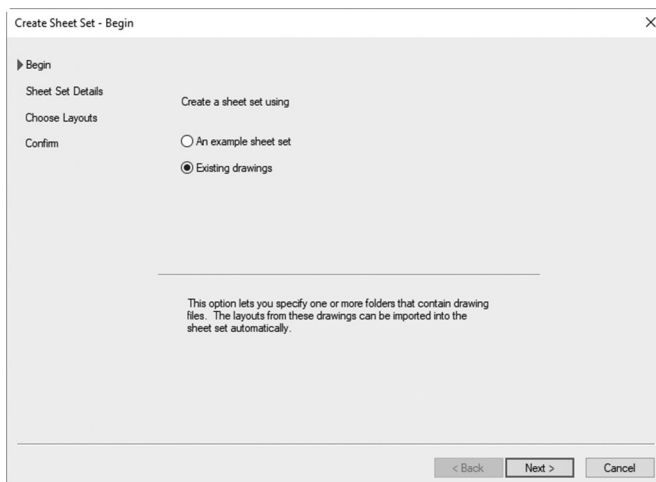 Create Sheet Set - Begin
Begin
Sheet Set Details
Choose Layouts
Confirm
Create a sheet set using
An example sheet set
Existing drawings
This option lets you specify one or more folders that contain drawing
files. The layouts from these drawings can be imported into the
sheet set automatically.
< Back
Next >
Cancel